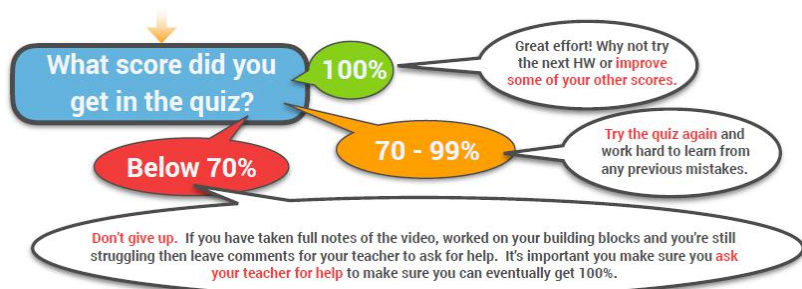 What score did you
get in the quiz?
100%
Great effort! Why not try
the next HW or improve
some of your other scores.
70 - 99%
Try the quiz again and
work hard to learn from
any previous mistakes.
Below 70%
Don't give up. If you have taken full notes of the video, worked on your building blocks and you're still
struggling then leave comments for your teacher to ask for help. It's important you make sure you ask
your teacher for help to make sure you can eventually get 100%.